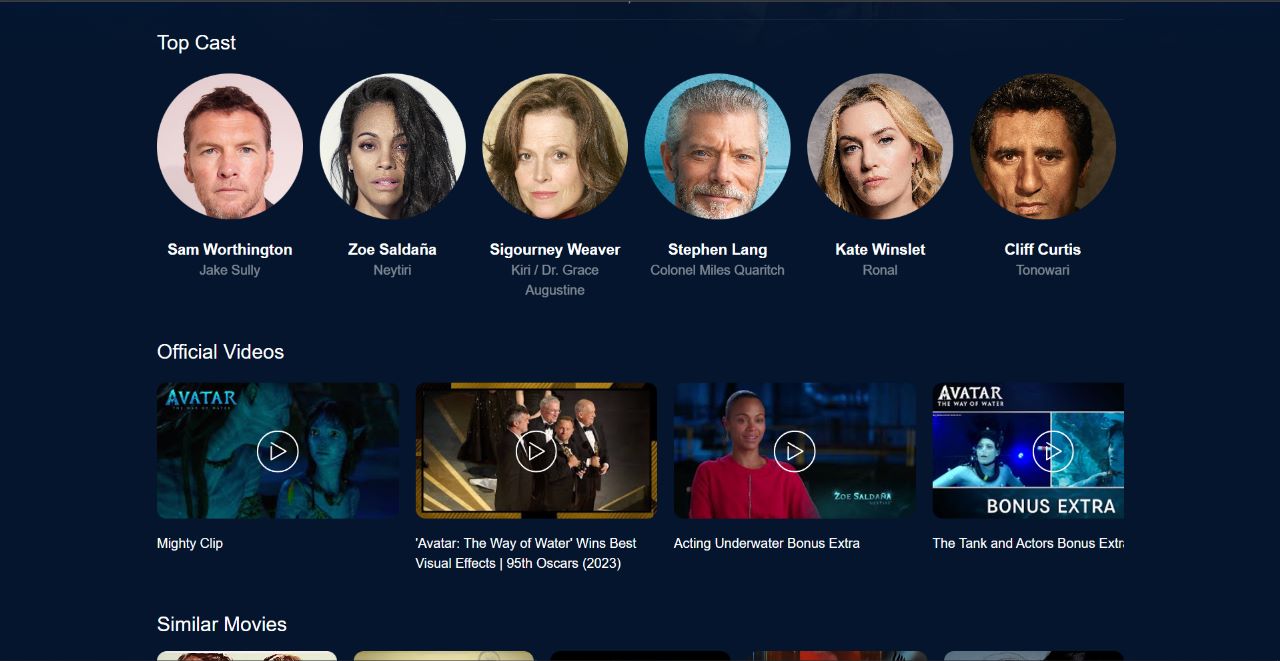 Top Cast
Sam Worthington
Jake Sully
Zoe Saldaña
Neytiri
Sigourney Weaver
Kiri / Dr. Grace
Augustine
Stephen Lang
Colonel Miles Quaritch
Kate Winslet
Ronal
Cliff Curtis
Tonowari
Official Videos
AVATAR
THE WAY OF WATER
Mighty Clip
'Avatar: The Way of Water' Wins Best
Visual Effects | 95th Oscars (2023)
ZOE SALDAÑA
NEYTIRI
Acting Underwater Bonus Extra
AVATAR
THE WAY OF WATER
BONUS EXTRA
The Tank and Actors Bonus Extra
Similar Movies